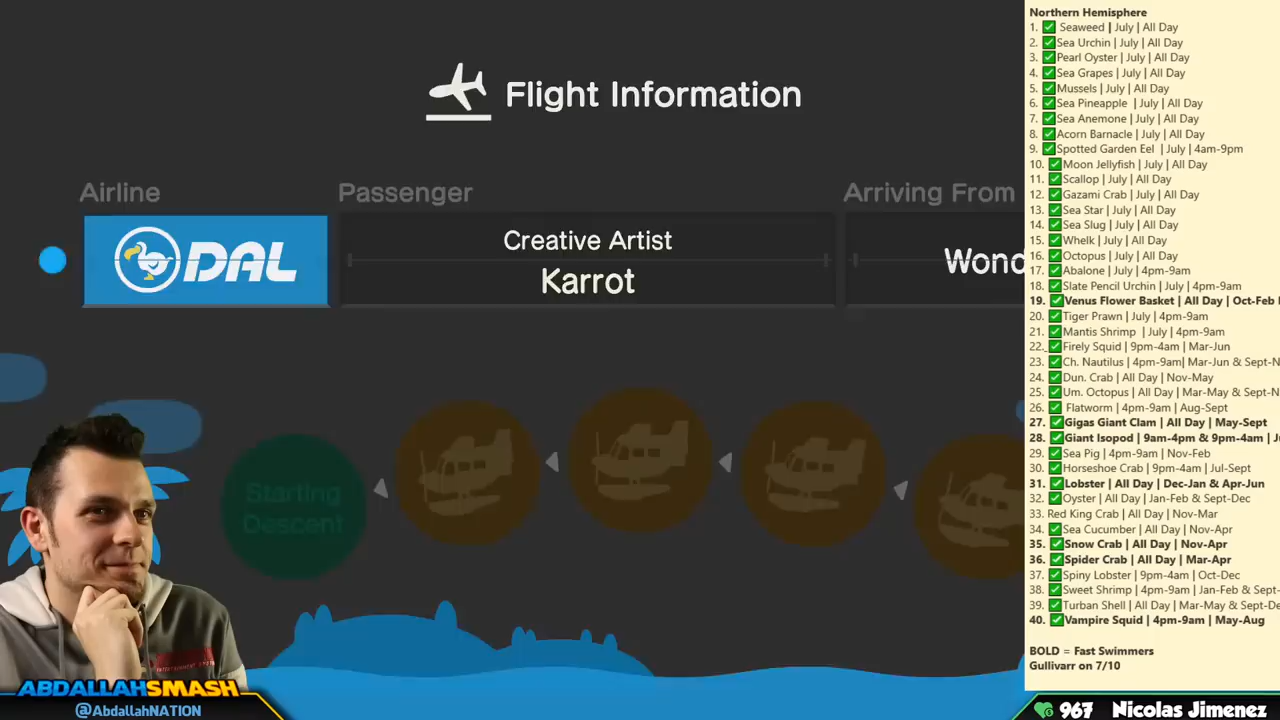 Flight Information
Airline
Passenger
Arriving From
DAL
Creative Artist
Karrot
Wond
Starting
Descent
ABDALLAHSMASH
@AbdallahNATION
Northern Hemisphere
1. ✅ Seaweed | July | All Day
2. ✅Sea Urchin | July | All Day
3. ✅Pearl Oyster | July | All Day
4. ✅Sea Grapes | July | All Day
5. ✅Mussels | July | All Day
6. ✅Sea Pineapple | July | All Day
7. ✅Sea Anemone | July | All Day
8. ✅Acorn Barnacle | July | All Day
9. ✅Spotted Garden Eel | July | 4am-9pm
10. ✅Moon Jellyfish | July | All Day
11. ✅Scallop | July | All Day
12. ✅Gazami Crab | July | All Day
13. ✅Sea Star | July | All Day
14. ✅Sea Slug | July | All Day
15. ✅Whelk | July | All Day
16. ✅Octopus | July | All Day
17. ✅Abalone | July | 4pm-9am
18. ✅Slate Pencil Urchin | July | 4pm-9am
19. ✅Venus Flower Basket | All Day | Oct-Feb
20. ✅Tiger Prawn | July | 4pm-9am
21. ✅Mantis Shrimp | July | 4pm-9am
22. ✅Firely Squid | 9pm-4am | Mar-Jun
23. ✅Ch. Nautilus | 4pm-9am| Mar-Jun & Sept-N
24. ✅Dun. Crab | All Day | Nov-May
25. ✅Um. Octopus | All Day | Mar-May & Sept-N
26. ✅ Flatworm | 4pm-9am | Aug-Sept
27. ✅Gigas Giant Clam | All Day | May-Sept
28. ✅Giant Isopod | 9am-4pm & 9pm-4am | Ju
29. ✅Sea Pig | 4pm-9am | Nov-Feb
30. ✅Horseshoe Crab | 9pm-4am | Jul-Sept
31. ✅Lobster | All Day | Dec-Jan & Apr-Jun
32. ✅Oyster | All Day | Jan-Feb & Sept-Dec
33. Red King Crab | All Day | Nov-Mar
34. ✅Sea Cucumber | All Day | Nov-Apr
35. ✅Snow Crab | All Day | Nov-Apr
36. ✅Spider Crab | All Day | Mar-Apr
37. ✅Spiny Lobster | 9pm-4am | Oct-Dec
38. ✅Sweet Shrimp | 4pm-9am | Jan-Feb & Sept-
39. ✅Turban Shell | All Day | Mar-May & Sept-De
40. ✅Vampire Squid | 4pm-9am | May-Aug
BOLD = Fast Swimmers
Gullivarr on 7/10
967 Nicolas Jimenez